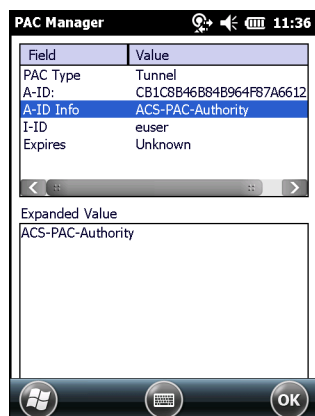 PAC Manager 11:36
Field Value
PAC Type Tunnel
A-ID: CB1C8B46B84B964F87A6612
A-ID Info ACS-PAC-Authority
I-ID euser
Expires Unknown
Expanded Value
ACS-PAC-Authority
OK